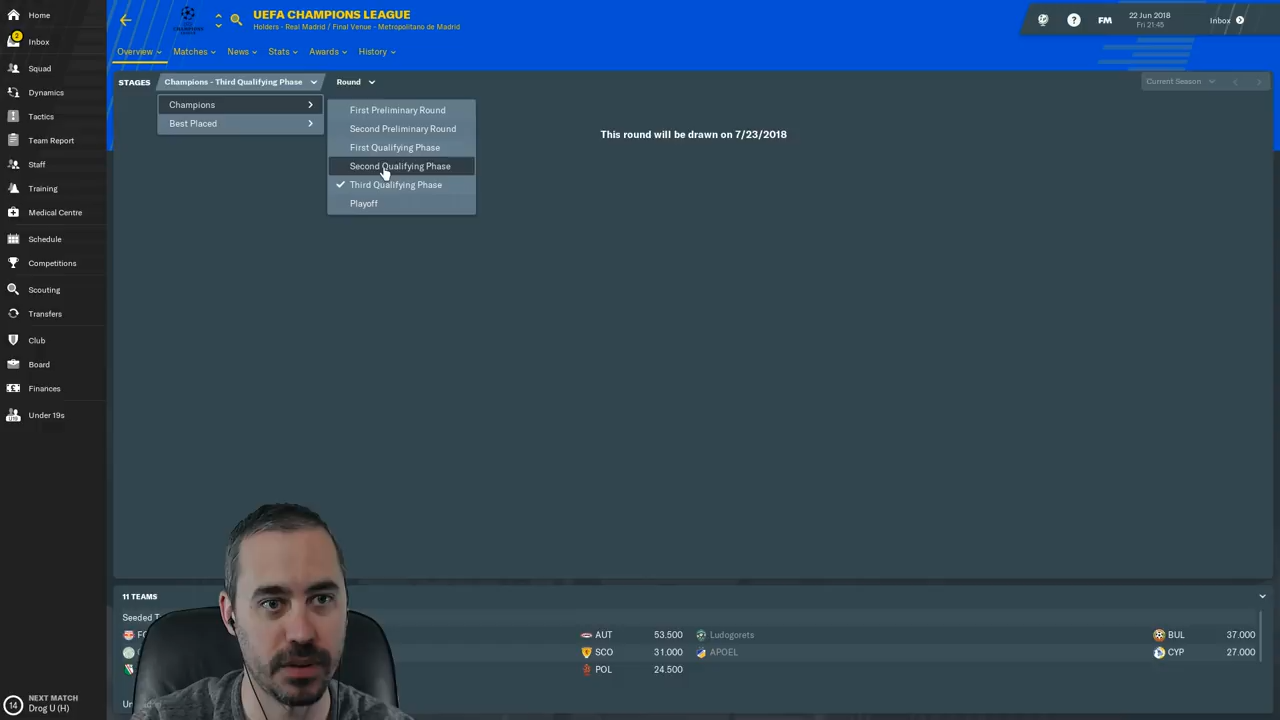 Home
2
Inbox
Squad
Dynamics
Tactics
Team Report
Staff
Training
Medical Centre
Schedule
Competitions
Scouting
Transfers
Club
Board
Finances
Under 19s
14
NEXT MATCH
Drog U (H)
UEFA CHAMPIONS LEAGUE
Holders - Real Madrid / Final Venue - Metropolitano de Madrid
? FM 22 Jun 2018
Fri 21:45
Inbox
Overview Matches News Stats Awards History
STAGES Champions - Third Qualifying Phase Round Current Season
Champions
Best Placed
First Preliminary Round
Second Preliminary Round
First Qualifying Phase
Second Qualifying Phase
Third Qualifying Phase
Playoff
This round will be drawn on 7/23/2018
11 TEAMS
Seeded
AUT 53.500 Ludogorets BUL 37.000
SCO 31.000 APOEL CYP 27.000
POL 24.500